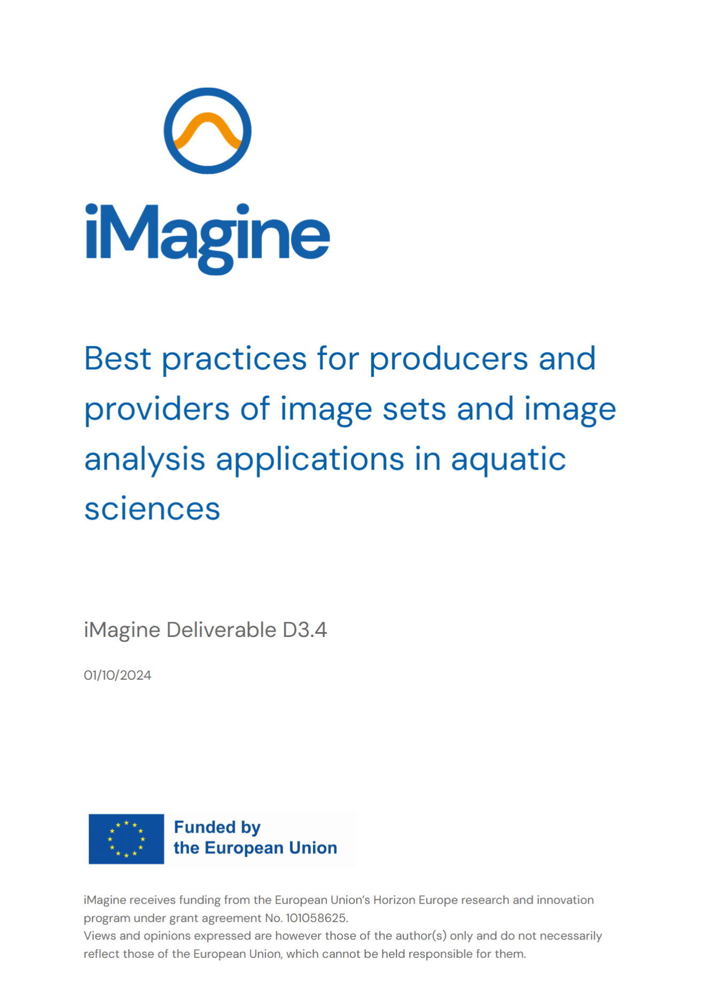 iMagine
Best practices for producers and
providers of image sets and image
analysis applications in aquatic
sciences
iMagine Deliverable D3.4
01/10/2024
Funded by
the European Union
iMagine receives funding from the European Union’s Horizon Europe research and innovation
program under grant agreement No. 101058625.
Views and opinions expressed are however those of the author(s) only and do not necessarily
reflect those of the European Union, which cannot be held responsible for them.